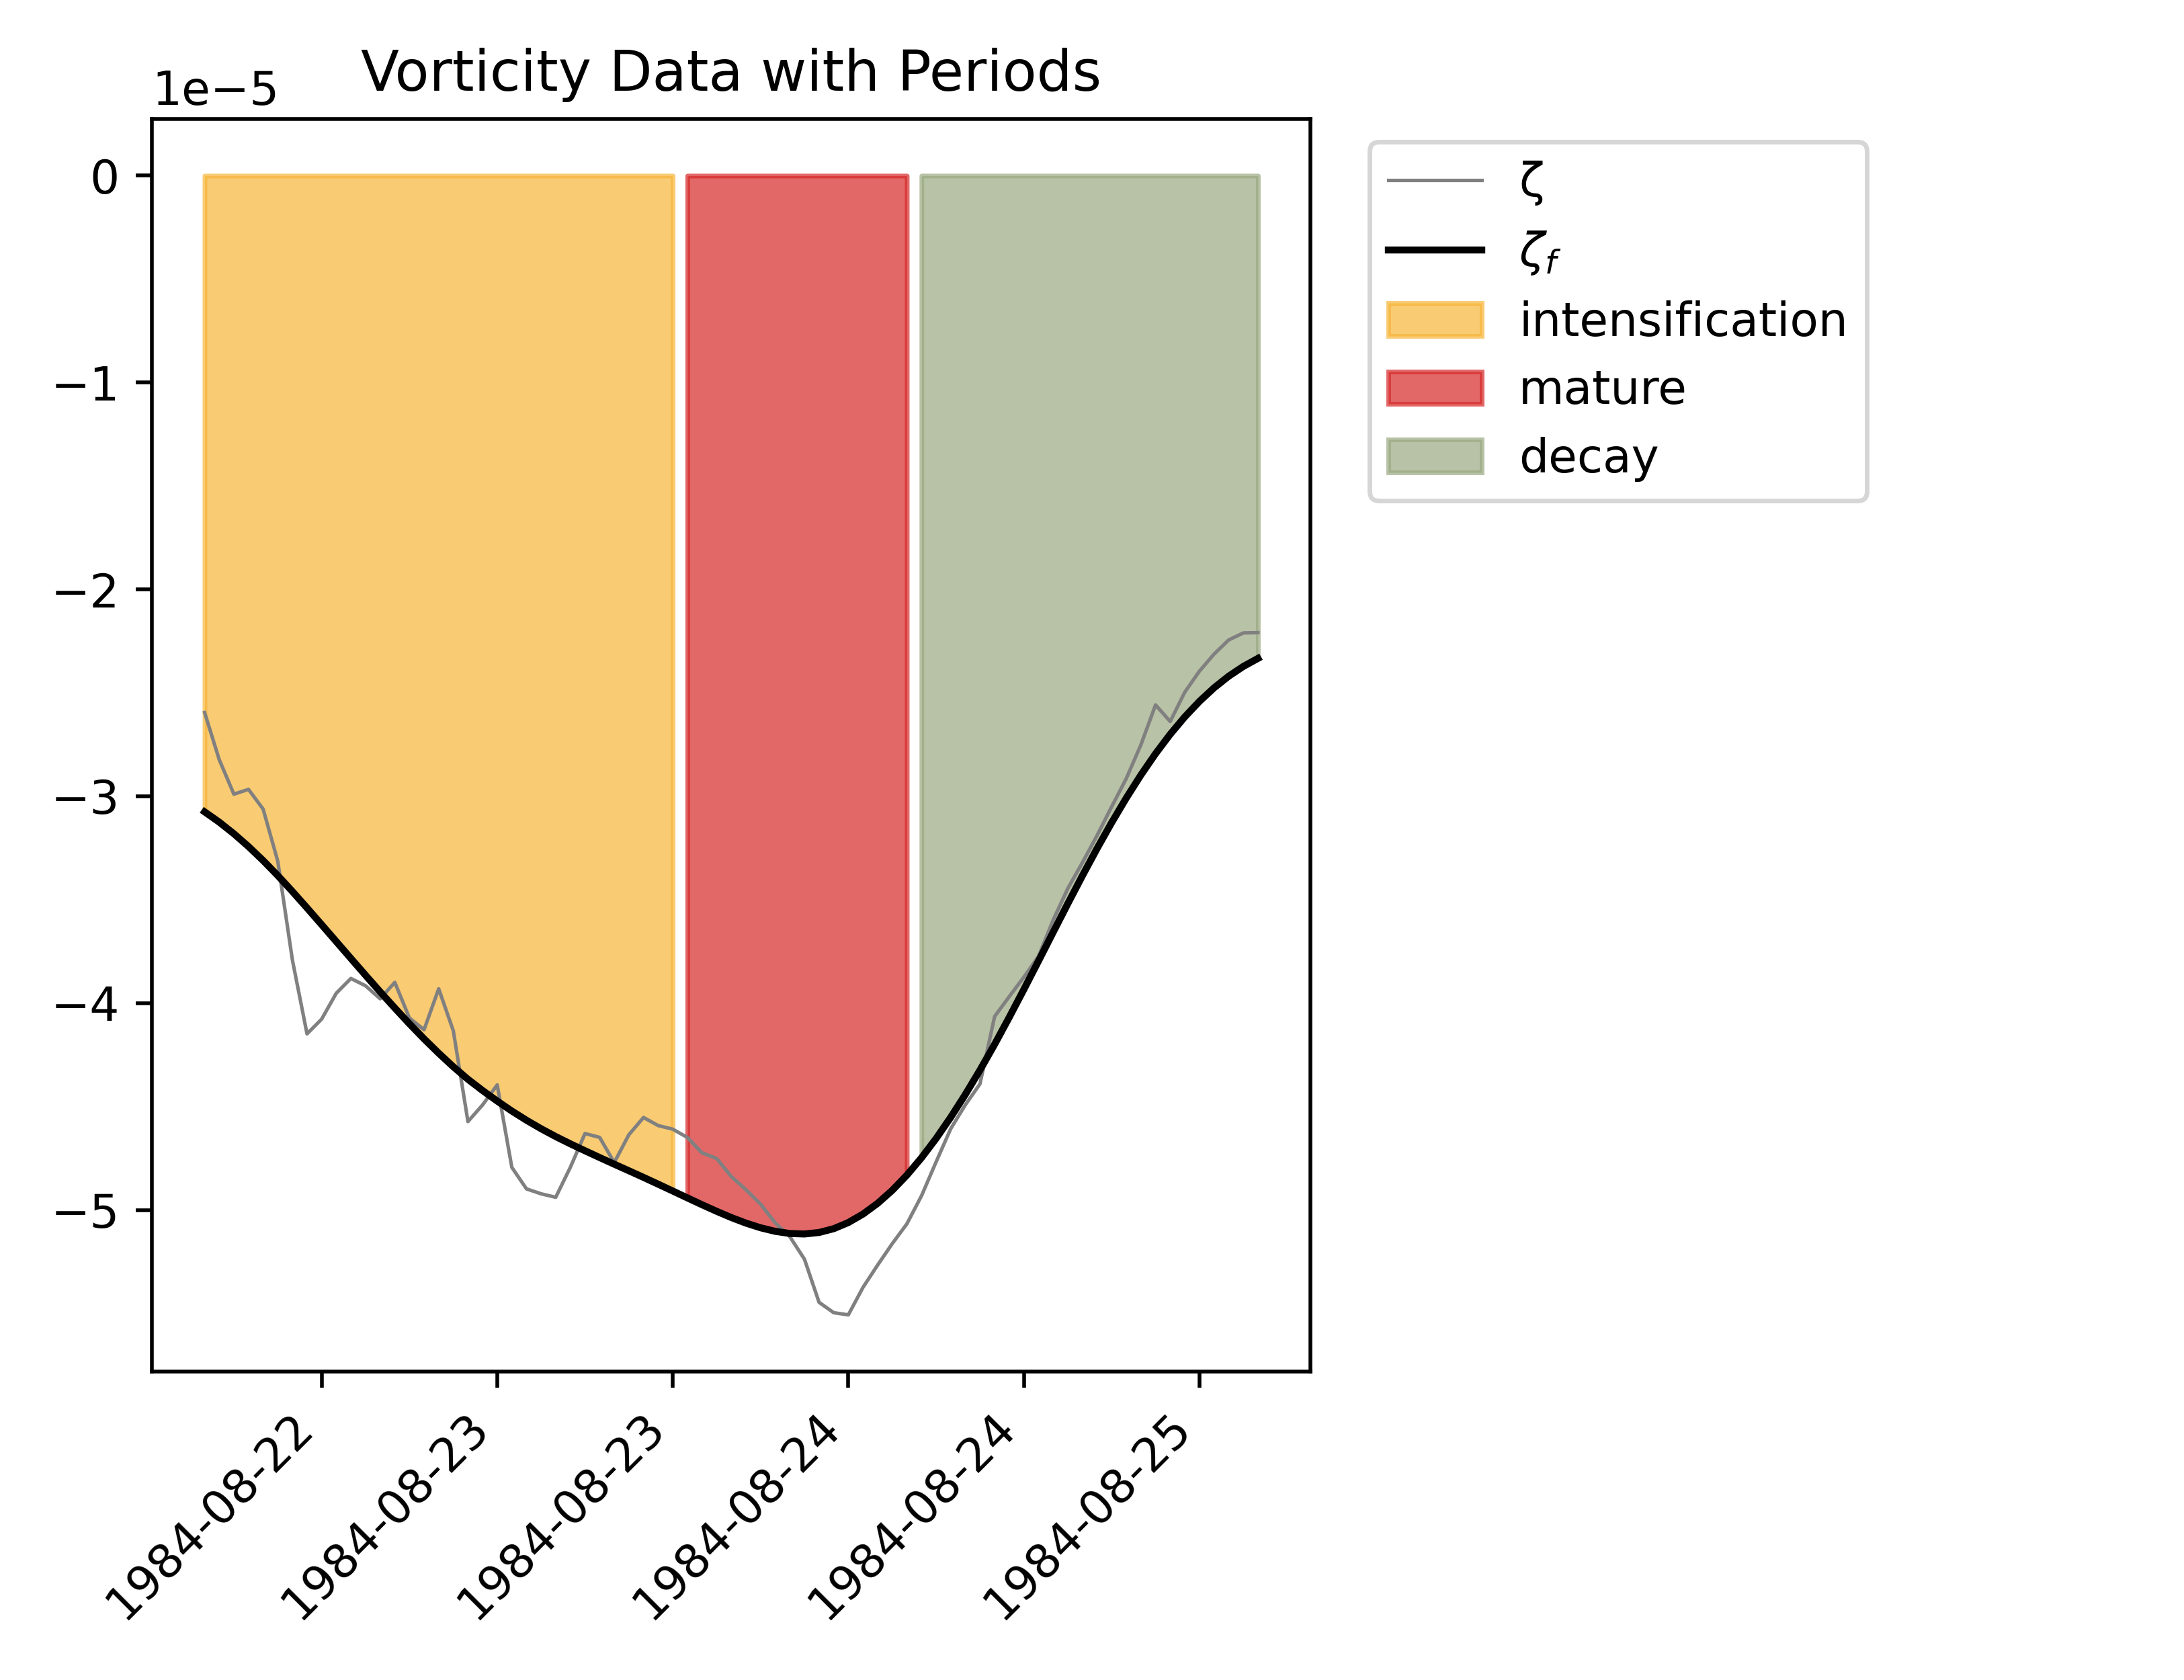 Vorticity Data with Periods
1e−5
0
−1
−2
−3
−4
−5
1984-08-22
1984-08-23
1984-08-23
1984-08-24
1984-08-24
1984-08-25
ζ
ζf
intensification
mature
decay